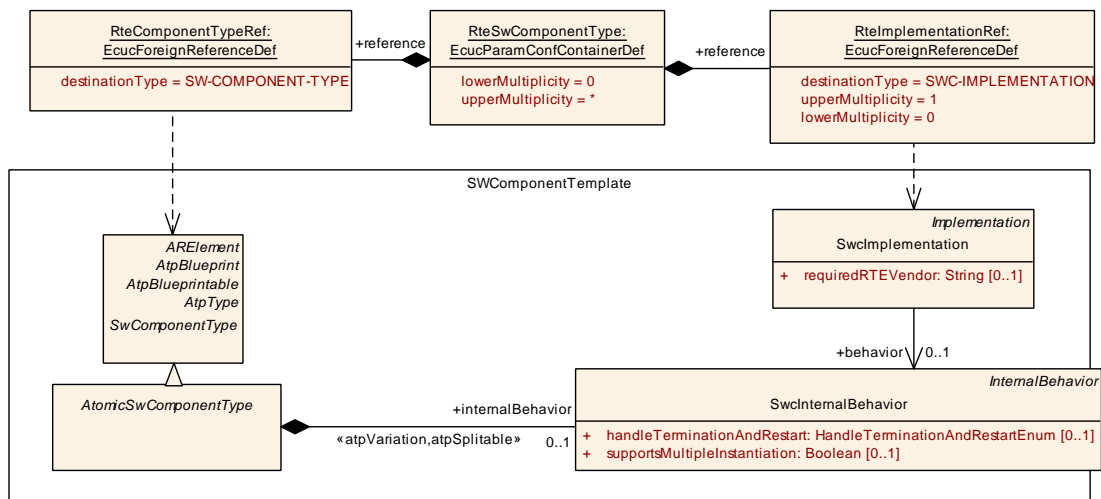 RteComponentTypeRef:
EcucForeignReferenceDef
destinationType = SW-COMPONENT-TYPE
+reference
RteSwComponentType:
EcucParamConfContainerDef
lowerMultiplicity = 0
upperMultiplicity = *
+reference
RteImplementationRef:
EcucForeignReferenceDef
destinationType = SWC-IMPLEMENTATION
upperMultiplicity = 1
lowerMultiplicity = 0
SWComponentTemplate
ARElement
AtpBlueprint
AtpBlueprintable
AtpType
SwComponentType
Implementation
SwcImplementation
+ requiredRTEVendor: String [0..1]
+behavior
0..1
AtomicSwComponentType
+internalBehavior
«atpVariation,atpSplitable»
0..1
InternalBehavior
SwcInternalBehavior
+ handleTerminationAndRestart: HandleTerminationAndRestartEnum [0..1]
+ supportsMultipleInstantiation: Boolean [0..1]